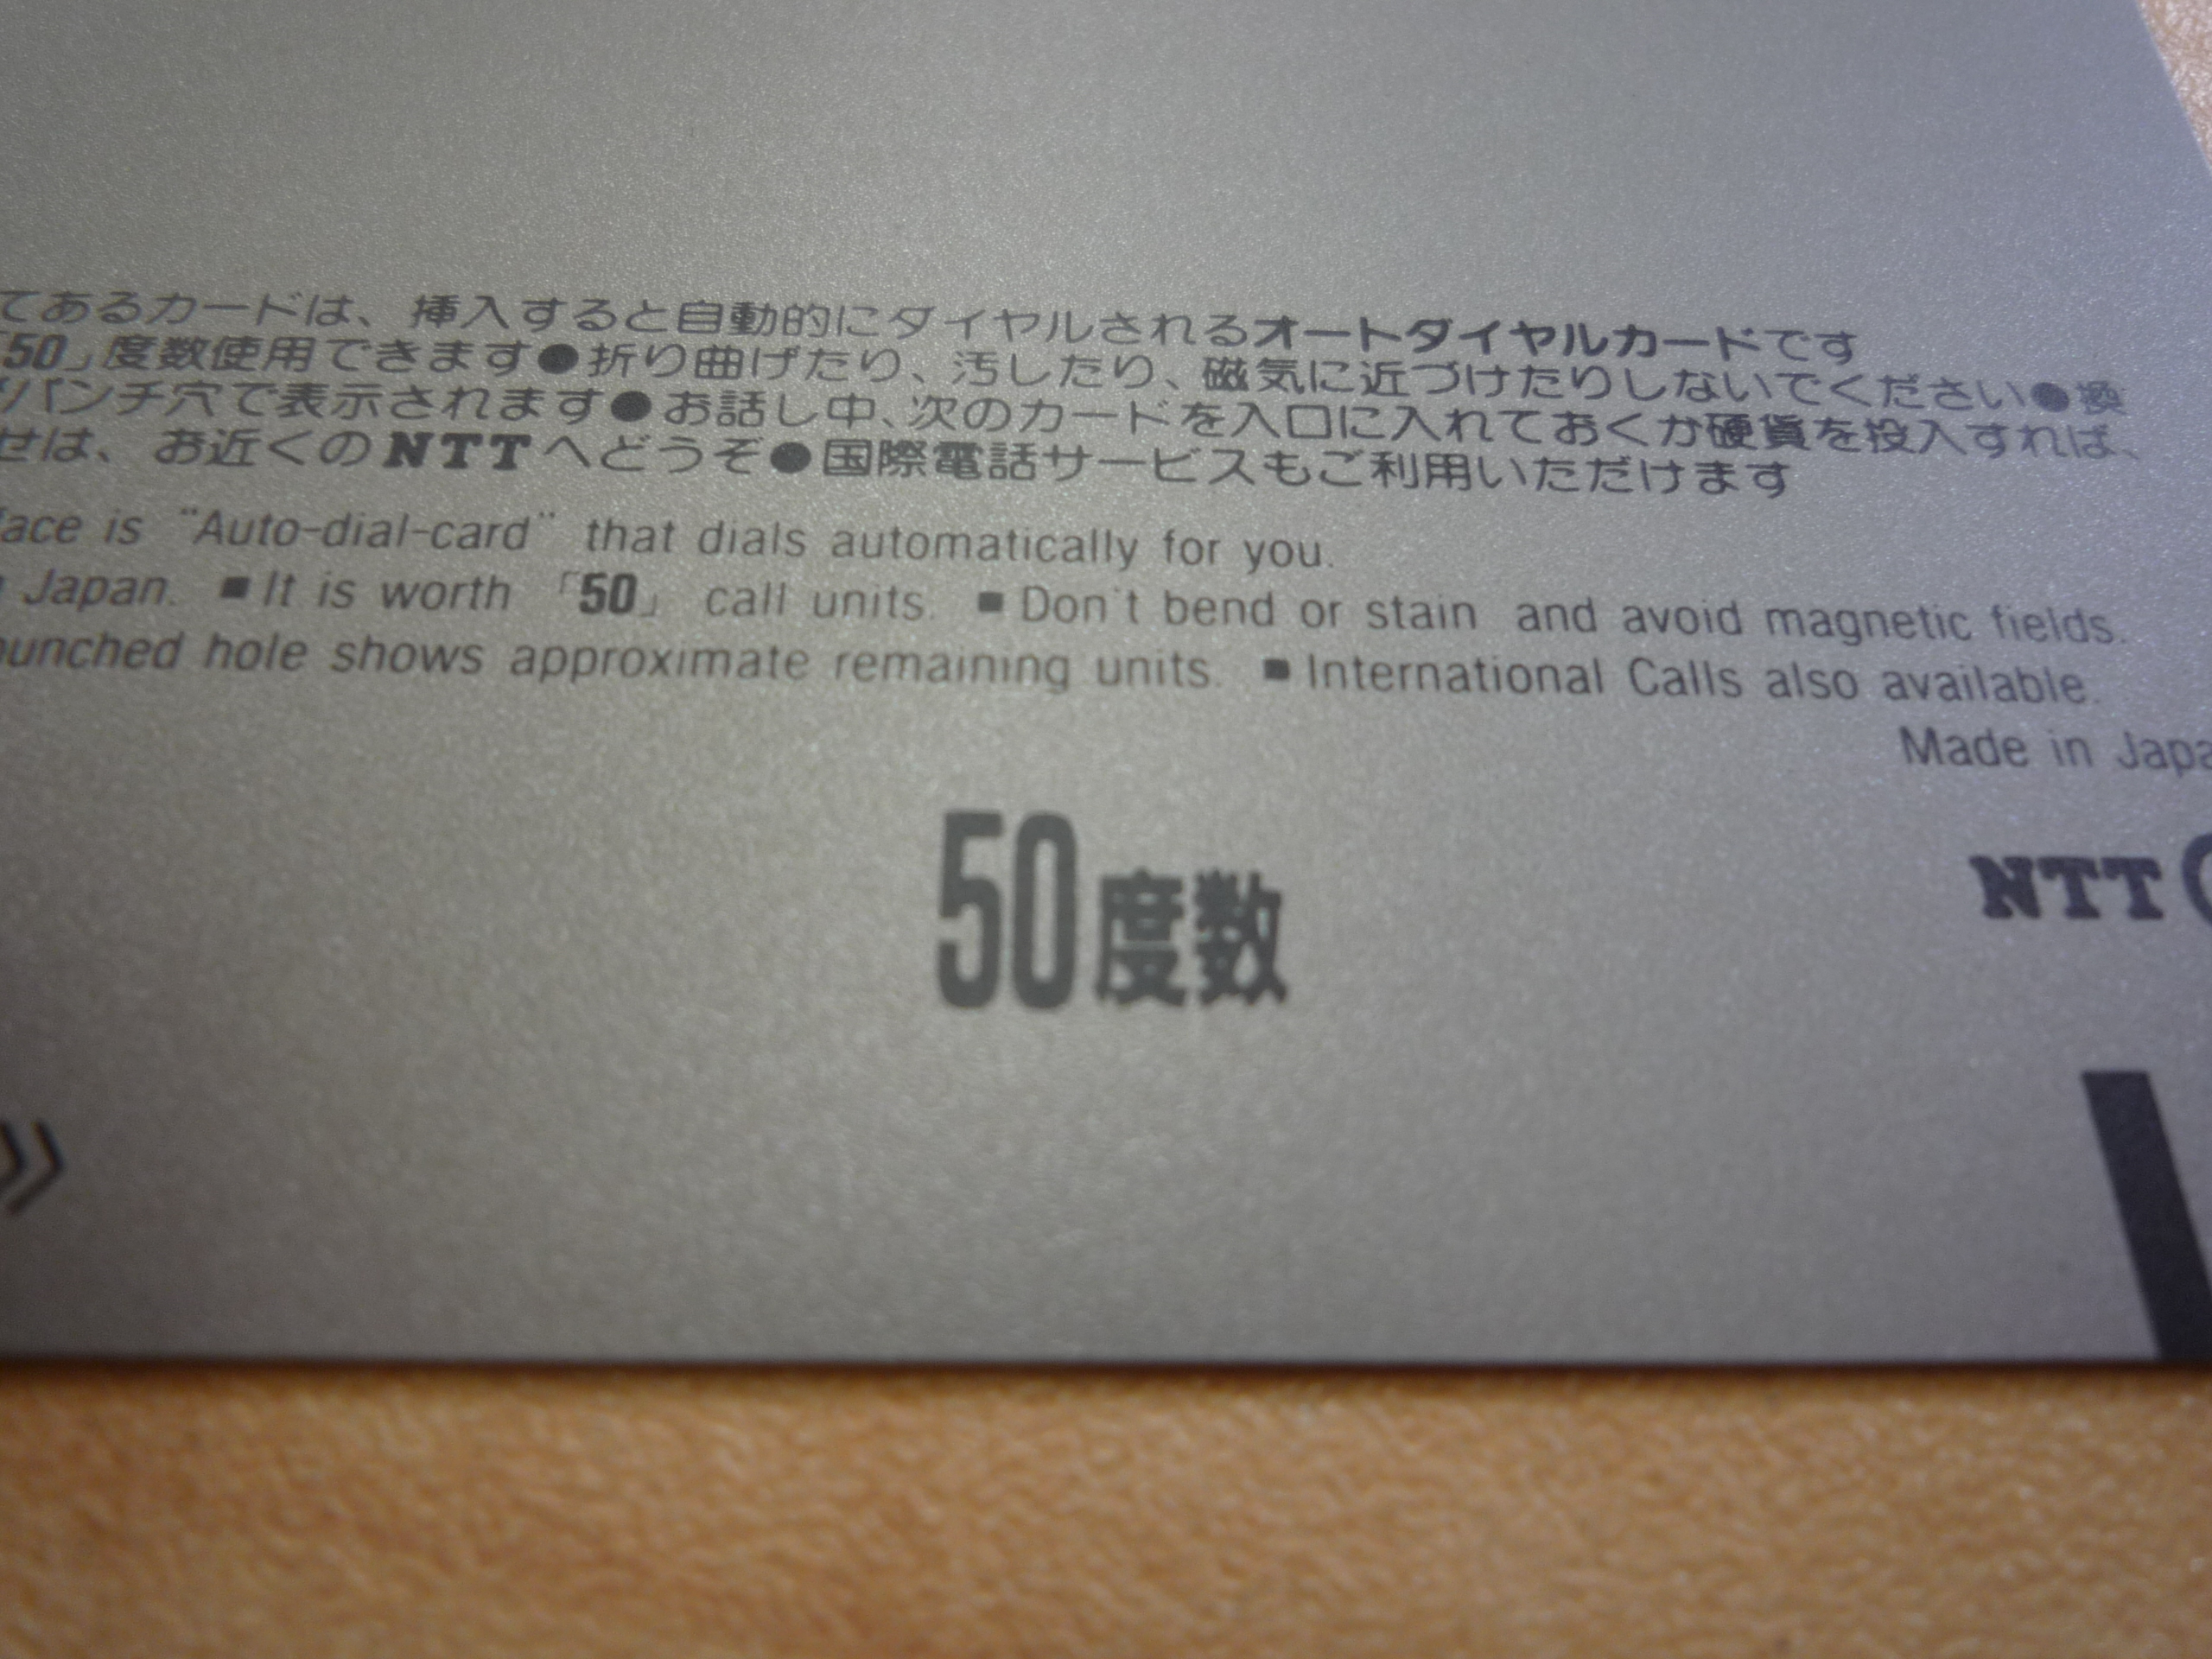 てあるカードは、挿入すると自動的にダイヤルされるオートダイヤルカードです
「50」度数使用できます●折り曲げたり、汚したり、磁気に近づけたりしないでください●換
パンチ穴で表示されます●お話し中、次のカードを入口に入れておくか硬貨を投入すれば、
せは、お近くのNTTへどうぞ●国際電話サービスもご利用いただけます
face is "Auto-dial-card" that dials automatically for you.
Japan. ■It is worth 「50」 call units. ■Don't bend or stain and avoid magnetic fields.
punched hole shows approximate remaining units. ■International Calls also available.
Made in Japa
50度数
NTT
»